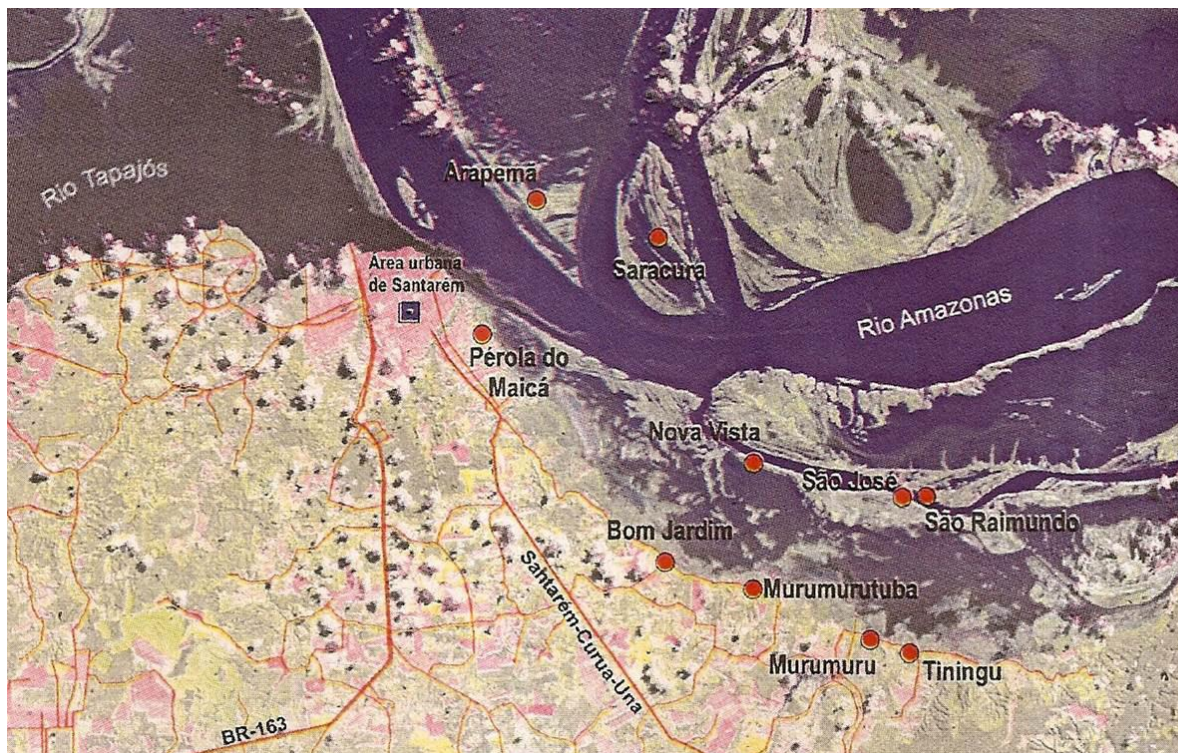 Rio Tapajós
Arapemã
Saracura
Área urbana
de Santarém
Rio Amazonas
Pérola do
Maicá
Nova Vista
São José
São Raimundo
Bom Jardim
Murumurutuba
Santarém-Curua-Una
Murumuru
Tiningu
BR-163